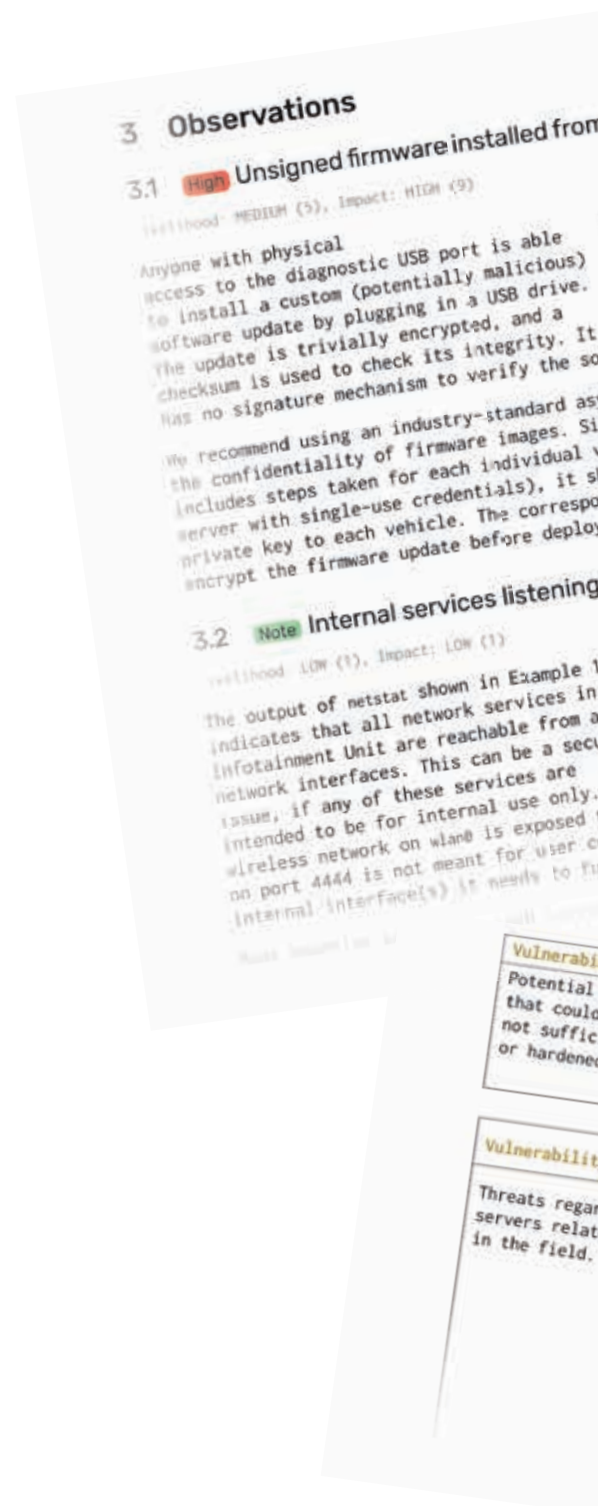 3 Observations
3.1 High Unsigned firmware installed from
Likelihood MEDIUM (5), Impact: HIGH (9)
Anyone with physical
access to the diagnostic USB port is able
to install a custom (potentially malicious)
software update by plugging in a USB drive.
The update is trivially encrypted, and a
checksum is used to check its integrity. It
has no signature mechanism to verify the so
We recommend using an industry-standard as
the confidentiality of firmware images. Si
includes steps taken for each individual v
server with single-use credentials), it s
private key to each vehicle. The correspo
encrypt the firmware update before deplo
3.2 Note Internal services listening
Likelihood LOW (1), Impact: LOW (1)
The output of netstat shown in Example 1
indicates that all network services in
Infotainment Unit are reachable from a
network interfaces. This can be a secu
issue, if any of these services are
intended to be for internal use only.
wireless network on wlan0 is exposed
on port 4444 is not meant for user c
internal interface(s) it needs to fu
Vulnerabi
Potential
that could
not suffic
or hardened
Vulnerabilit
Threats regar
servers relat
in the field.